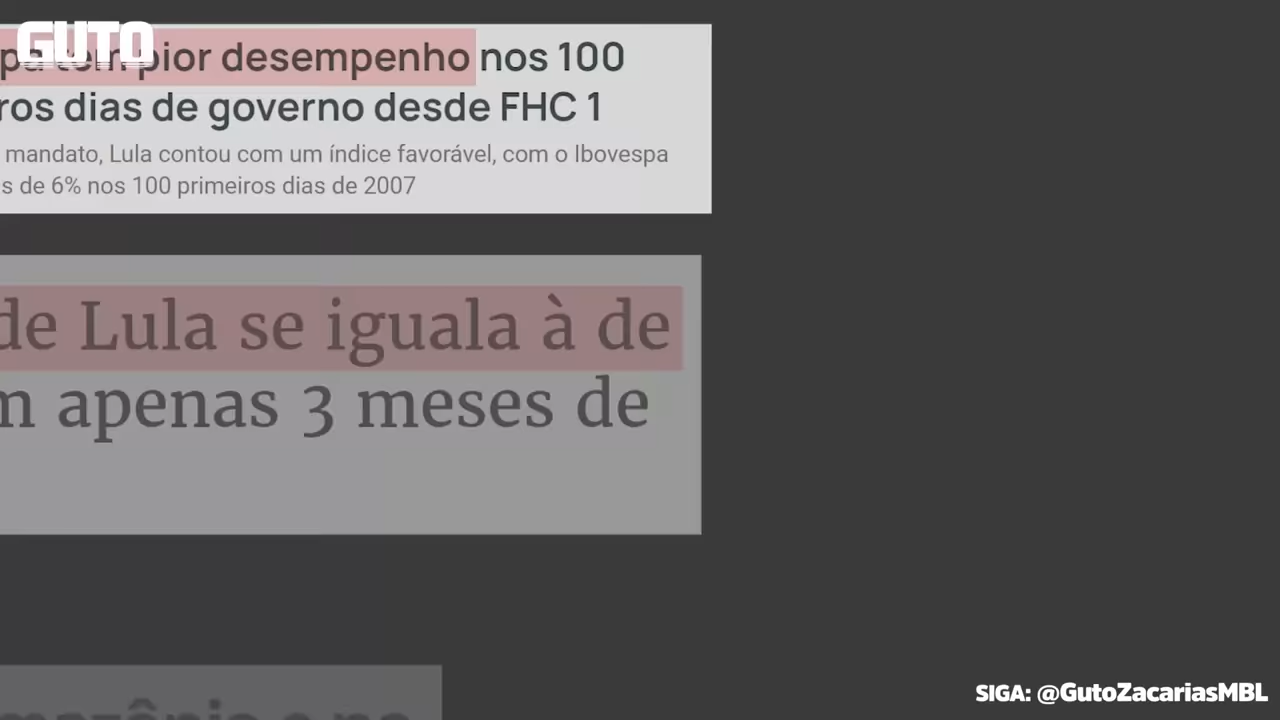 GUTO
pa tem pior desempenho nos 100
ros dias de governo desde FHC 1
mandato, Lula contou com um índice favorável, com o Ibovespa
s de 6% nos 100 primeiros dias de 2007
de Lula se iguala à de
m apenas 3 meses de
SIGA: @GutoZacariasMBL